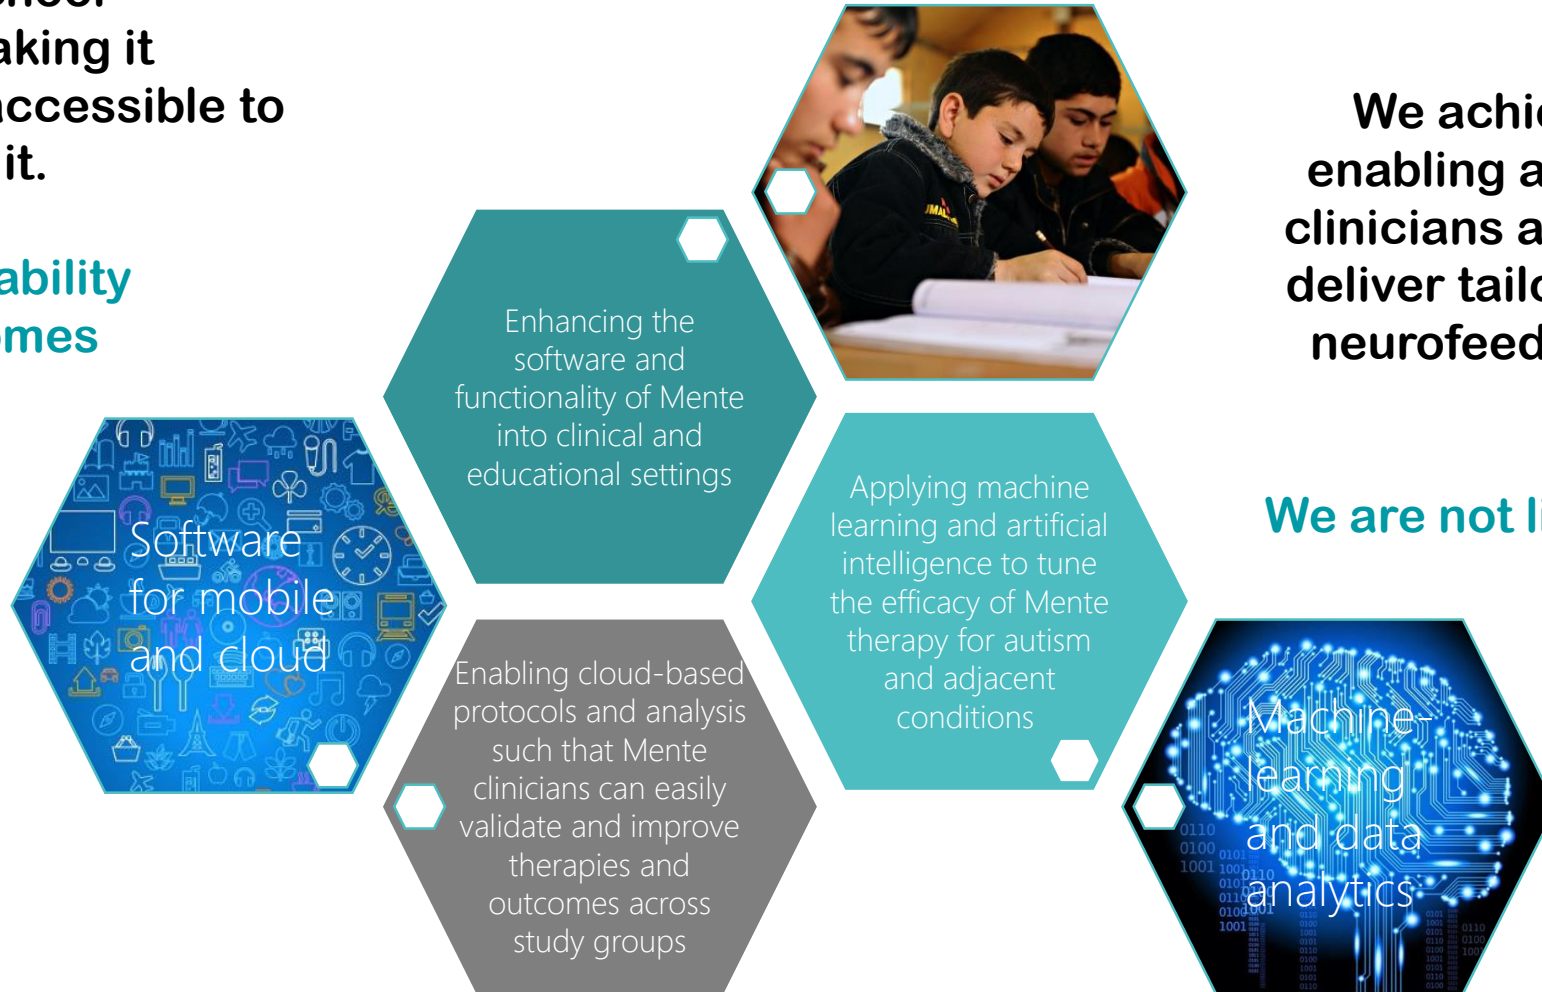 aking it
accessible to
it.
ability
omes
We achie
enabling a
clinicians a
deliver tailo
neurofeed
We are not li
Enhancing the
software and
functionality of Mente
into clinical and
educational settings
Software
for mobile
and cloud
Applying machine
learning and artificial
intelligence to tune
the efficacy of Mente
therapy for autism
and adjacent
conditions
Enabling cloud-based
protocols and analysis
such that Mente
clinicians can easily
validate and improve
therapies and
outcomes across
study groups
Machine-
learning
and data
analytics